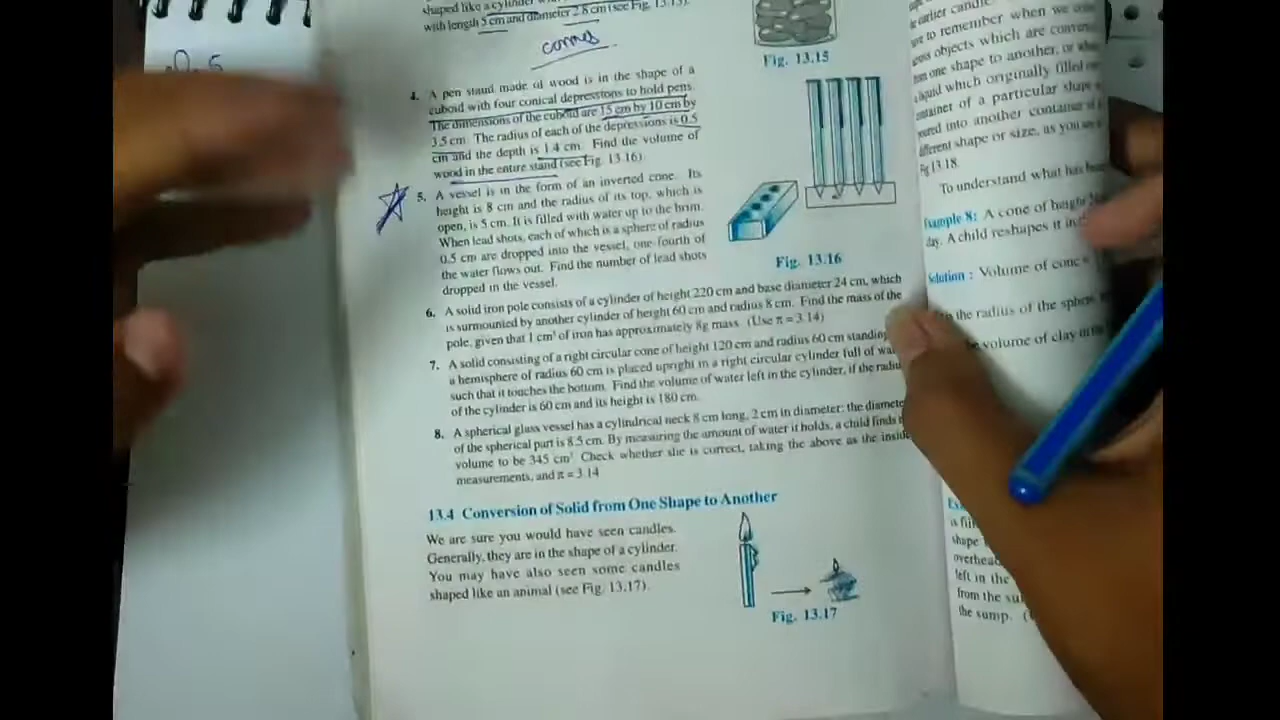 shaped like a cylinder
with length 5 cm and diameter 2.8 cm (see Fig. 13.15).
Fig. 13.15
4. A pen stand made of wood is in the shape of a
cuboid with four conical depressions to hold pens.
The dimensions of the cuboid are 15 cm by 10 cm by
3.5 cm. The radius of each of the depressions is 0.5
cm and the depth is 1.4 cm. Find the volume of
wood in the entire stand (see Fig. 13.16).
5. A vessel is in the form of an inverted cone. Its
height is 8 cm and the radius of its top, which is
open, is 5 cm. It is filled with water up to the brim.
When lead shots, each of which is a sphere of radius
0.5 cm are dropped into the vessel, one-fourth of
the water flows out. Find the number of lead shots
dropped in the vessel.
Fig. 13.16
6. A solid iron pole consists of a cylinder of height 220 cm and base diameter 24 cm, which
is surmounted by another cylinder of height 60 cm and radius 8 cm. Find the mass of the
pole, given that 1 cm³ of iron has approximately 8g mass. (Use π = 3.14)
7. A solid consisting of a right circular cone of height 120 cm and radius 60 cm standing
a hemisphere of radius 60 cm is placed upright in a right circular cylinder full of
such that it touches the bottom. Find the volume of water left in the cylinder, if the
of the cylinder is 60 cm and its height is 180 cm.
8. A spherical glass vessel has a cylindrical neck 8 cm long, 2 cm in diameter; the
of the spherical part is 8.5 cm. By measuring the amount of water it holds, a child finds
volume to be 345 cm³. Check whether she is correct, taking the above as the
measurements, and π = 3.14
13.4 Conversion of Solid from One Shape to Another
We are sure you would have seen candles.
Generally, they are in the shape of a cylinder.
You may have also seen some candles
shaped like an animal (see Fig. 13.17).
Fig. 13.17
earlier candle.
to remember when we
objects which are
one shape to another, or
liquid which originally filled
container of a particular shape
poured into another container of
different shape or size, as you
Fig 13.18.
To understand what has
Example 8: A cone of height
clay. A child reshapes it in
Solution : Volume of cone
the radius of the sphere
volume of clay in
shape
left in the
from the
the sump.